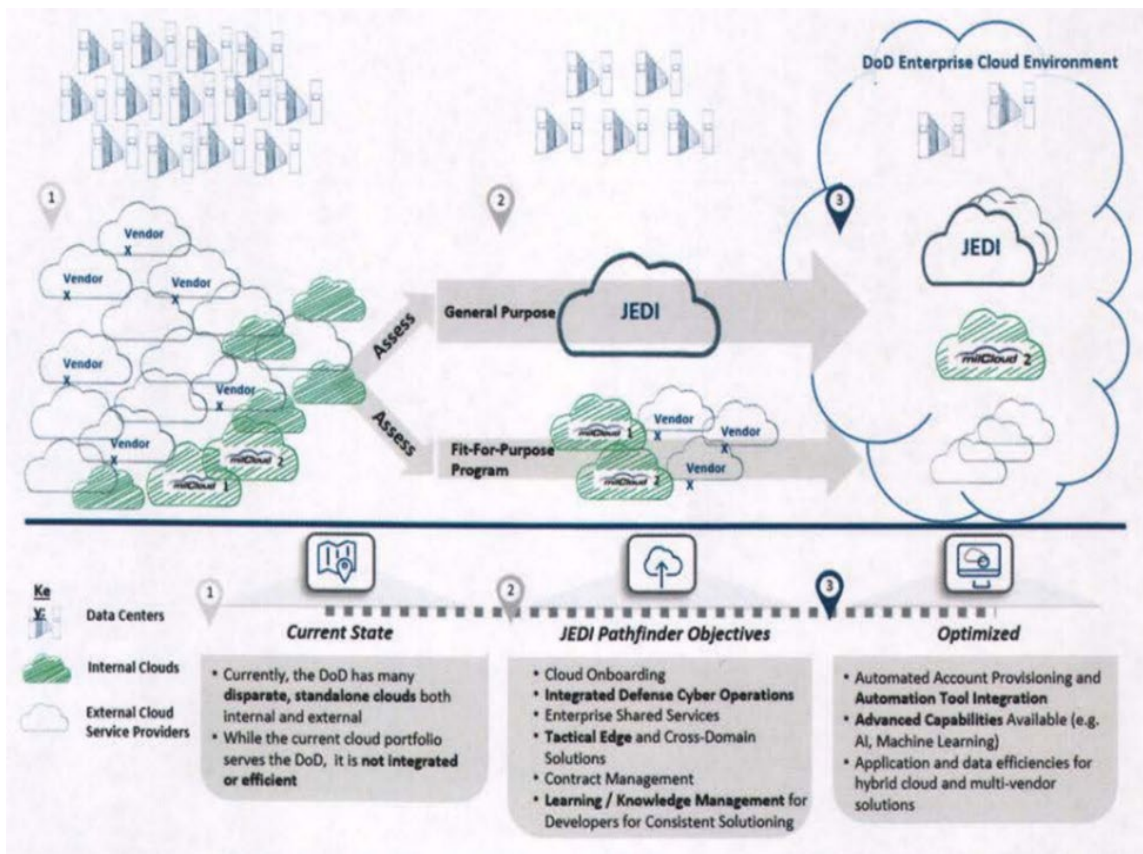 DoD Enterprise Cloud Environment
1
2
3
Vendor
X
Vendor
X
Vendor
X
Vendor
X
Vendor
X
Vendor
X
milCloud 2
milCloud 1
Assess
Assess
General Purpose
JEDI
Fit-For-Purpose
Program
milCloud 1
milCloud 2
Vendor
X
Vendor
X
Vendor
X
JEDI
milCloud 2
Ke
y
Data Centers
Internal Clouds
External Cloud
Service Providers
1
Current State
• Currently, the DoD has many
disparate, standalone clouds both
internal and external
• While the current cloud portfolio
serves the DoD, it is not integrated
or efficient
2
JEDI Pathfinder Objectives
• Cloud Onboarding
• Integrated Defense Cyber Operations
• Enterprise Shared Services
• Tactical Edge and Cross-Domain
Solutions
• Contract Management
• Learning / Knowledge Management for
Developers for Consistent Solutioning
3
Optimized
• Automated Account Provisioning and
Automation Tool Integration
• Advanced Capabilities Available (e.g.
AI, Machine Learning)
• Application and data efficiencies for
hybrid cloud and multi-vendor
solutions